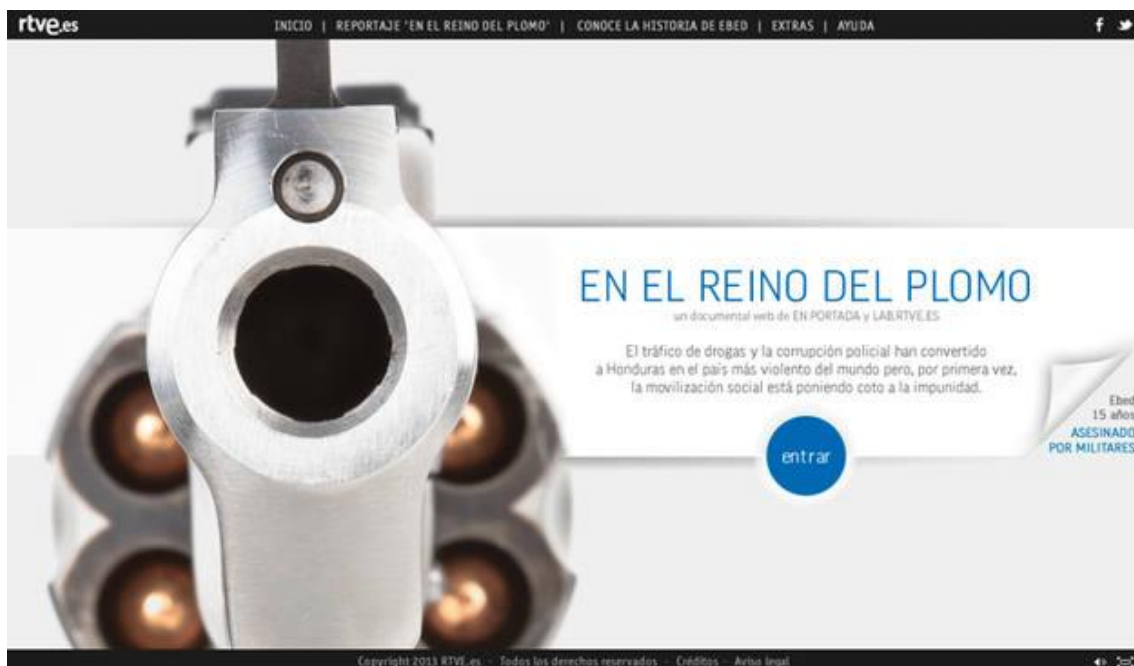 rtve.es
INICIO | REPORTAJE "EN EL REINO DEL PLOMO" | CONOCE LA HISTORIA DE EBED | EXTRAS | AYUDA
EN EL REINO DEL PLOMO
un documental web de EN PORTADA y LAB.RTVE.ES
El tráfico de drogas y la corrupción policial han convertido
a Honduras en el país más violento del mundo pero, por primera vez,
la movilización social está poniendo coto a la impunidad.
entrar
Ebed
15 años
ASESINADO
POR MILITARES
Copyright 2013 RTVE.es - Todos los derechos reservados - Créditos - Aviso legal